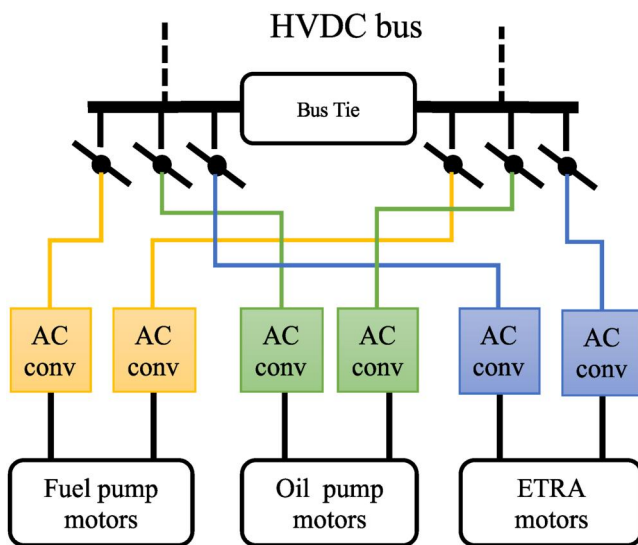 HVDC bus
Bus Tie
AC
conv
AC
conv
AC
conv
AC
conv
AC
conv
AC
conv
Fuel pump
motors
Oil pump
motors
ETRA
motors